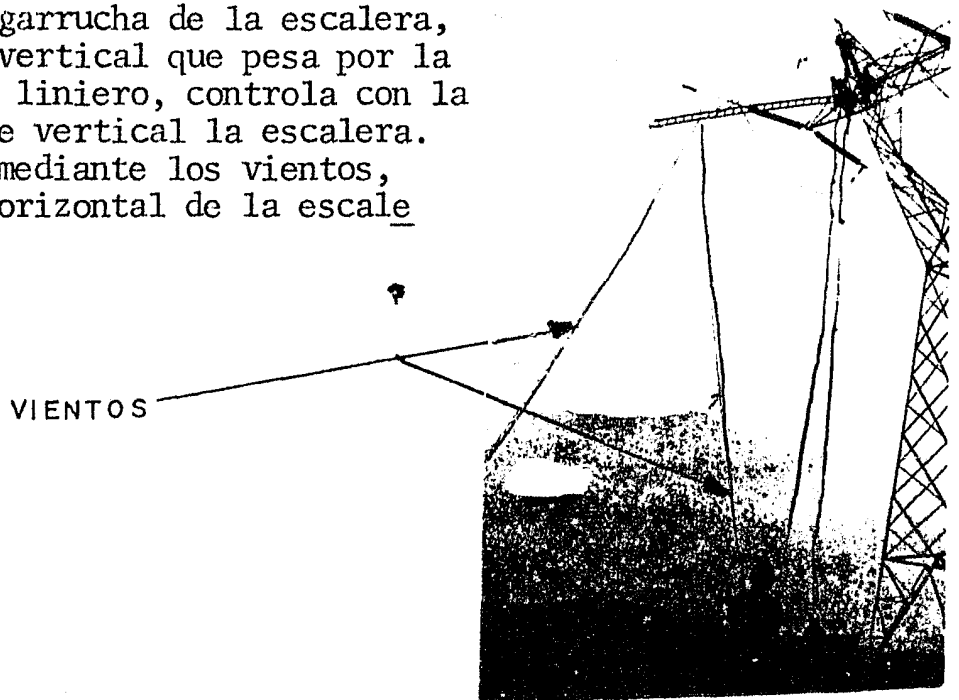 garrucha de la escalera,
vertical que pesa por la
liniero, controla con la
e vertical la escalera.
mediante los vientos,
orizontal de la escale
VIENTOS